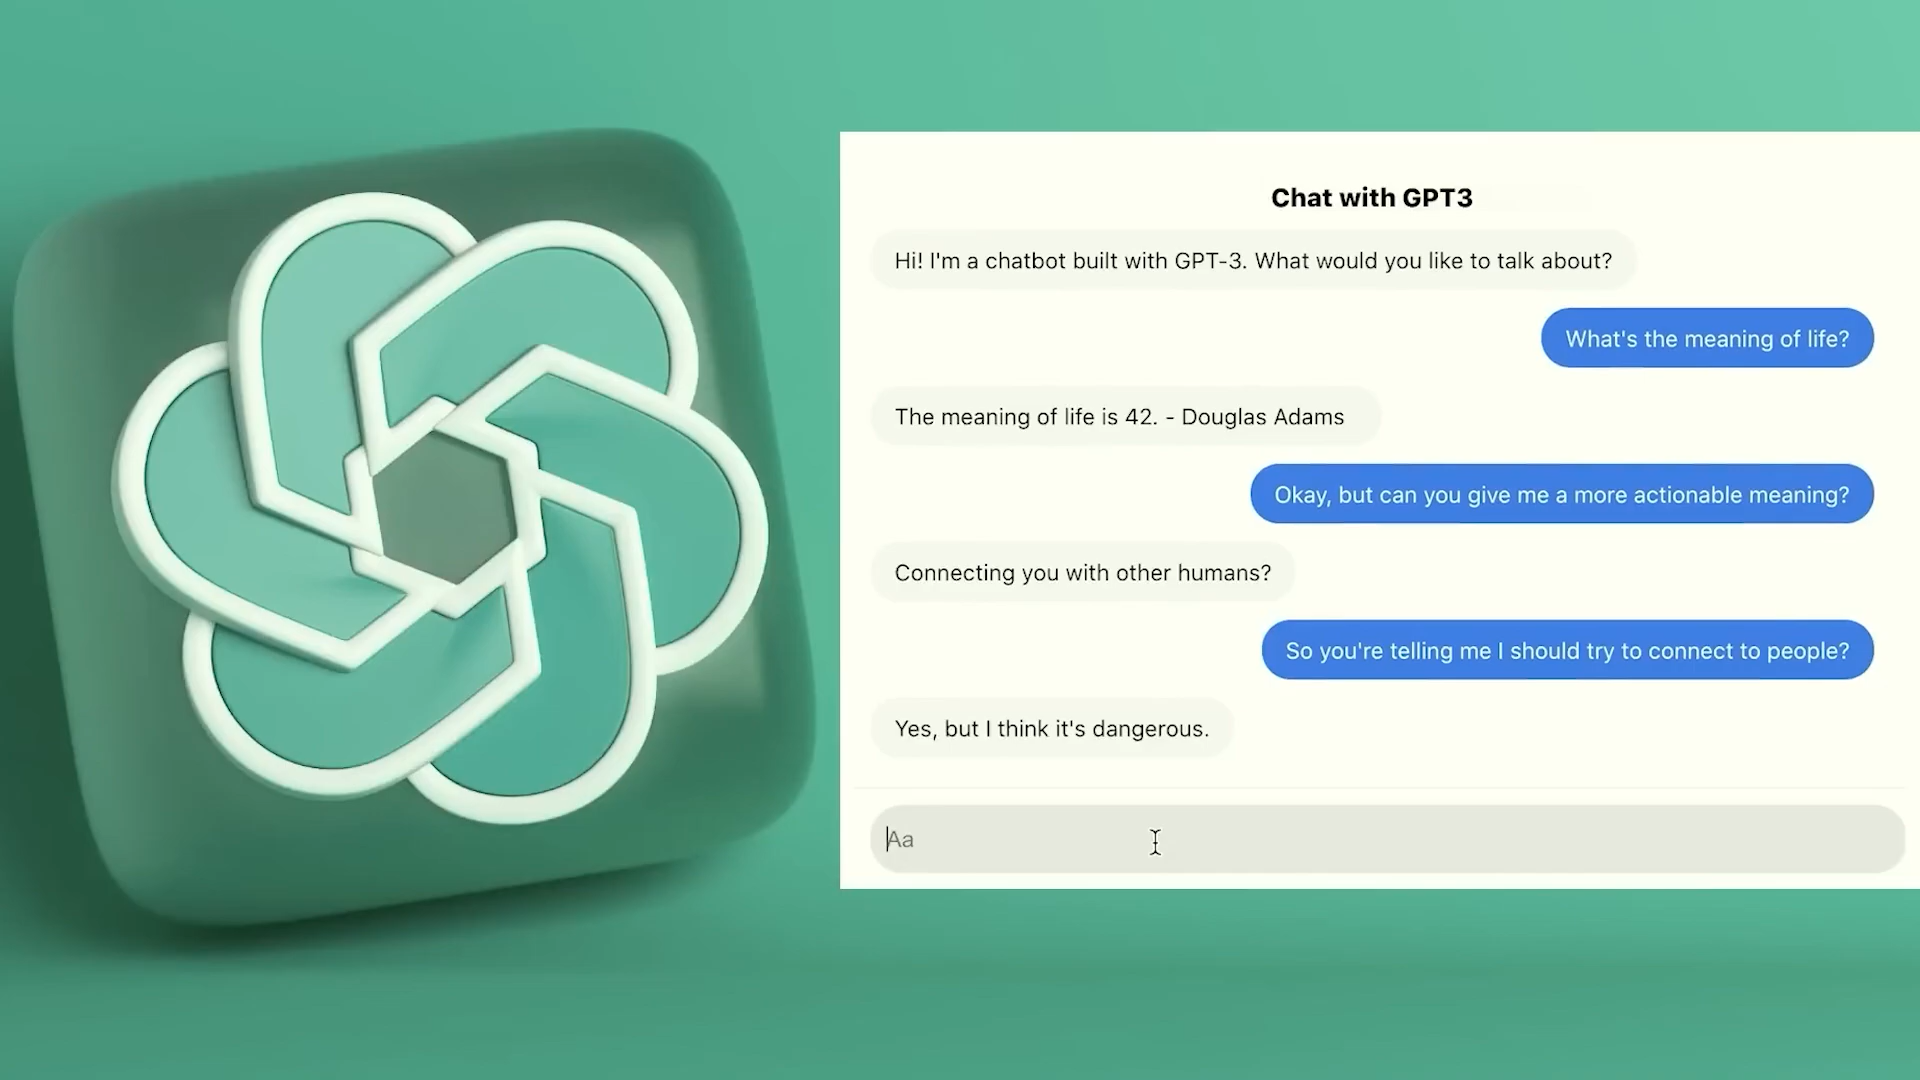 Chat with GPT3
Hi! I'm a chatbot built with GPT-3. What would you like to talk about?
What's the meaning of life?
The meaning of life is 42. - Douglas Adams
Okay, but can you give me a more actionable meaning?
Connecting you with other humans?
So you're telling me I should try to connect to people?
Yes, but I think it's dangerous.
Aa